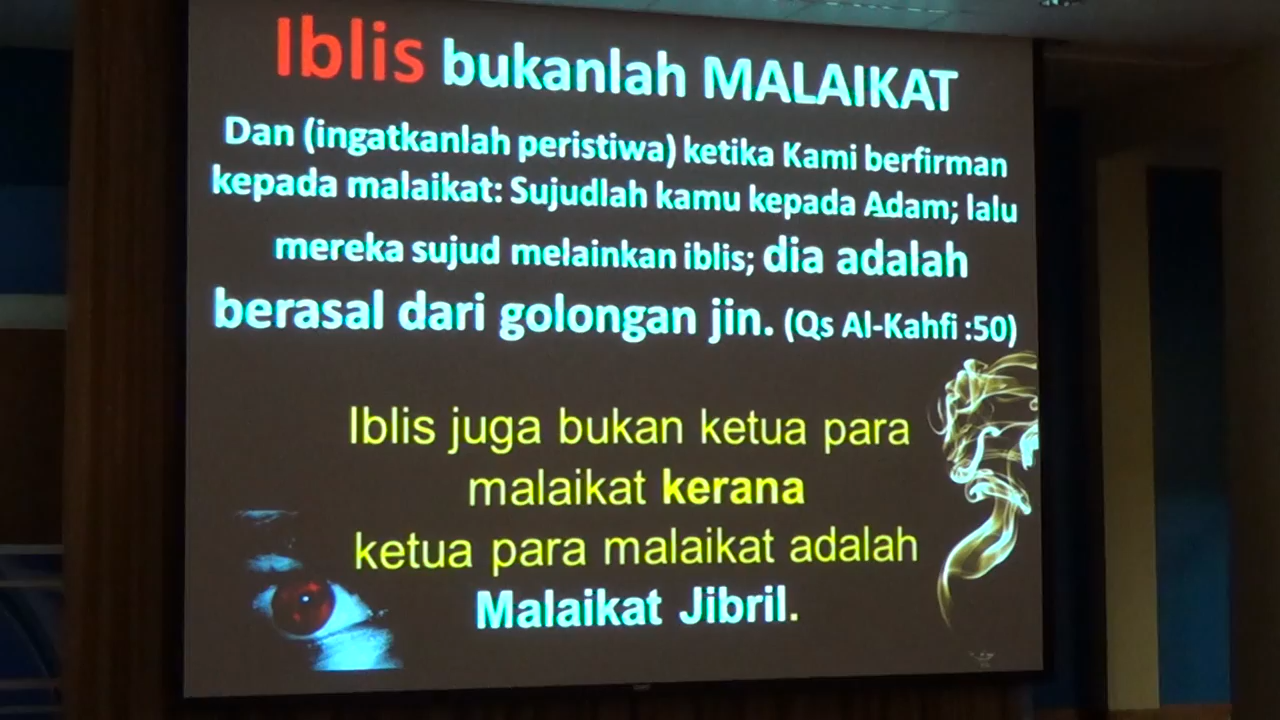 Iblis bukanlah MALAIKAT
Dan (ingatkanlah peristiwa) ketika Kami berfirman
kepada malaikat: Sujudlah kamu kepada Adam; lalu
mereka sujud melainkan iblis; dia adalah
berasal dari golongan jin. (Qs Al-Kahfi :50)
Iblis juga bukan ketua para
malaikat kerana
ketua para malaikat adalah
Malaikat Jibril.